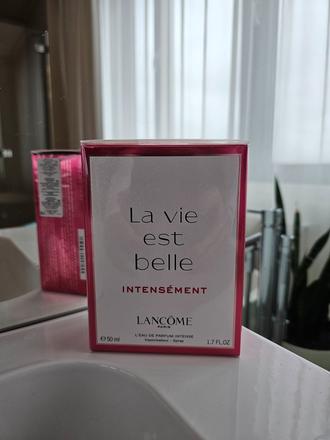 La vie
est
belle
INTENSÉMENT
LANCÔME
PARIS
L'EAU DE PARFUM INTENSE
Vaporisateur - Spray
℮ 50 ml
1.7 FL.OZ